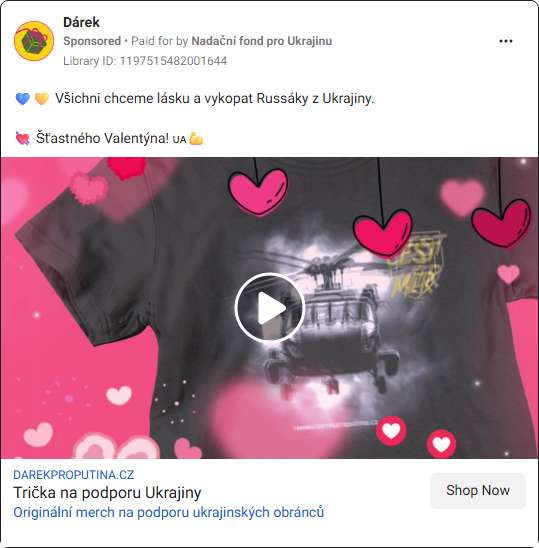 Dárek
Sponsored • Paid for by Nadační fond pro Ukrajinu
Library ID: 1197515482001644
💙 💛 Všichni chceme lásku a vykopat Russáky z Ukrajiny.
💘 Šťastného Valentýna! ᴜᴀ💪
DAREKPROPUTINA.CZ
Trička na podporu Ukrajiny
Originální merch na podporu ukrajinských obránců
Shop Now